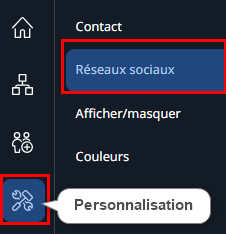 Contact
Réseaux sociaux
Afficher/masquer
Couleurs
Personnalisation